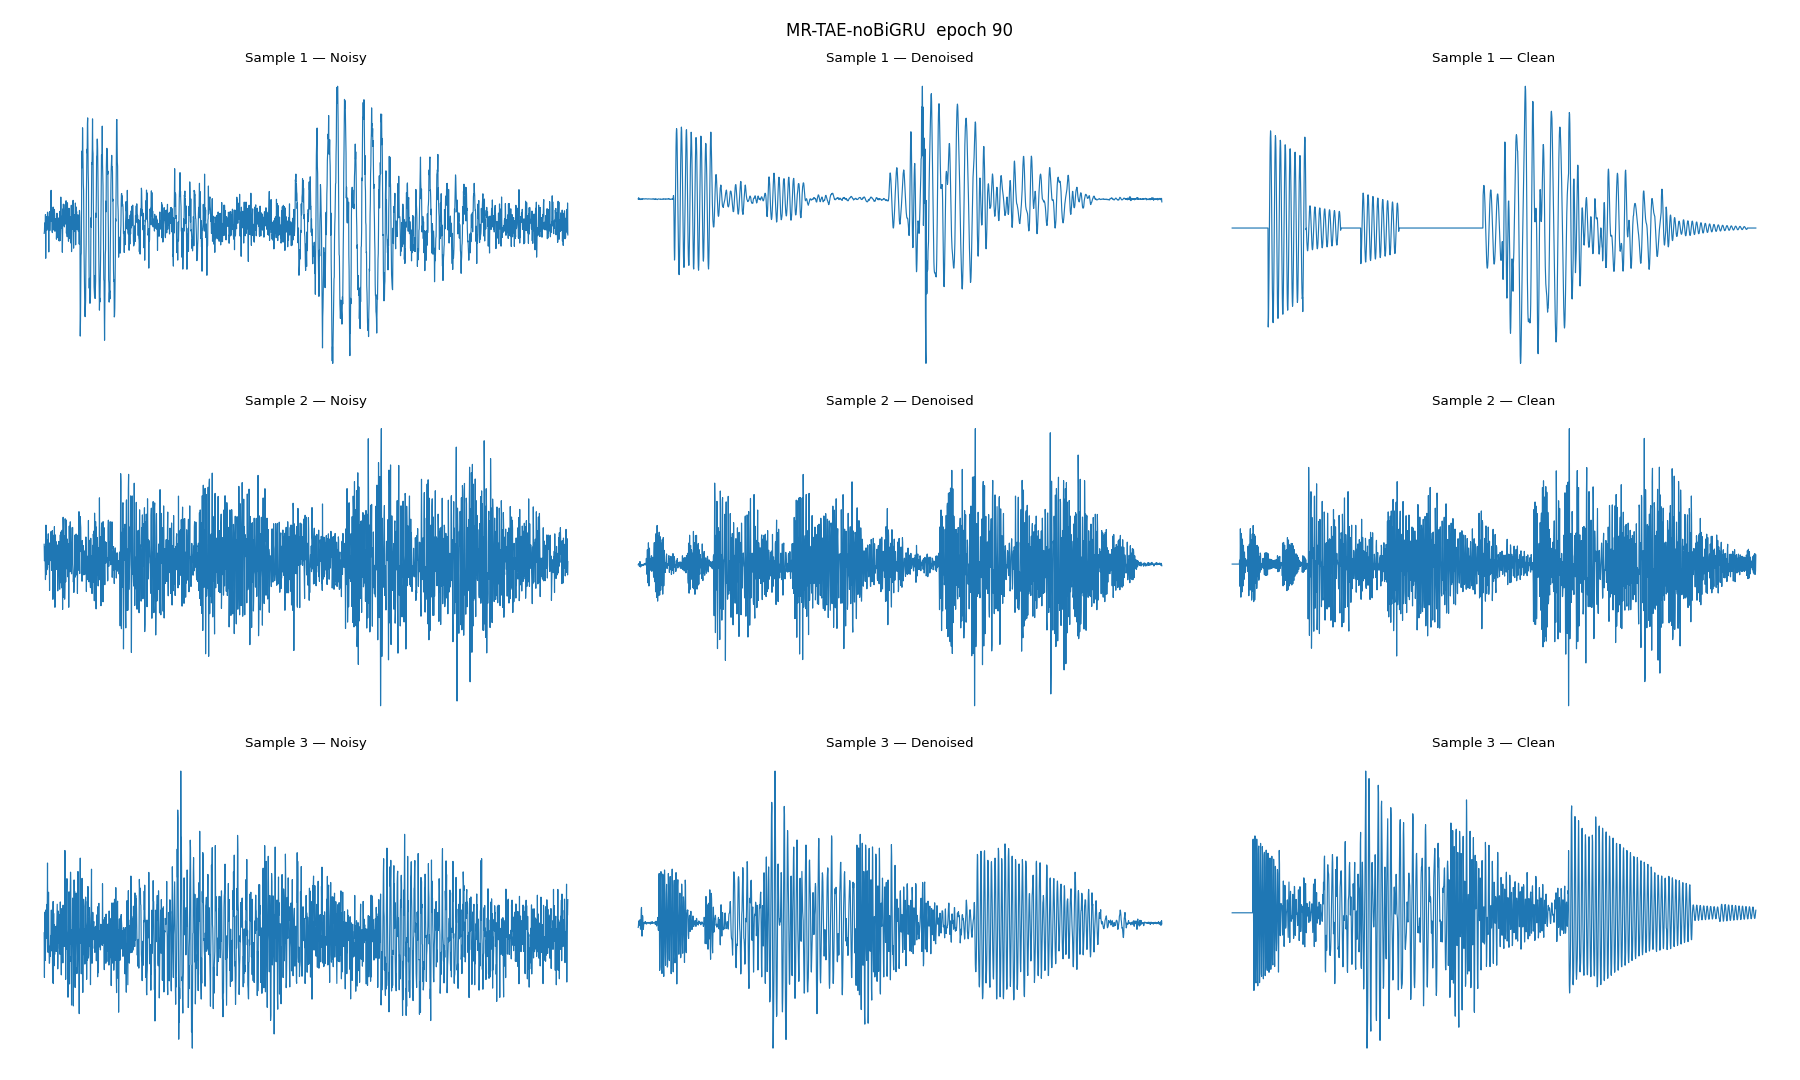 MR-TAE-noBiGRU  epoch 90
Sample 1 — Noisy
Sample 1 — Denoised
Sample 1 — Clean
Sample 2 — Noisy
Sample 2 — Denoised
Sample 2 — Clean
Sample 3 — Noisy
Sample 3 — Denoised
Sample 3 — Clean